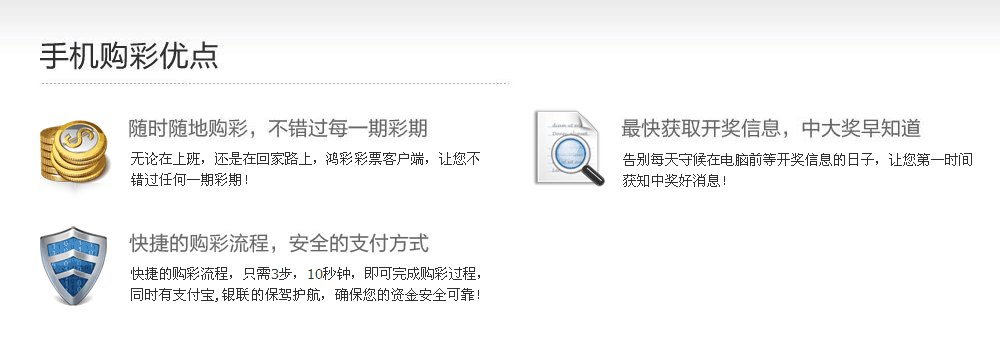 手机购彩优点
随时随地购彩，不错过每一期彩期
无论在上班，还是在回家路上，鸿彩彩票客户端，让您不
错过任何一期彩期！
最快获取开奖信息，中大奖早知道
告别每天守候在电脑前等开奖信息的日子，让您第一时间
获知中奖好消息！
快捷的购彩流程，安全的支付方式
快捷的购彩流程，只需3步，10秒钟，即可完成购彩过程，
同时有支付宝,银联的保驾护航，确保您的资金安全可靠！